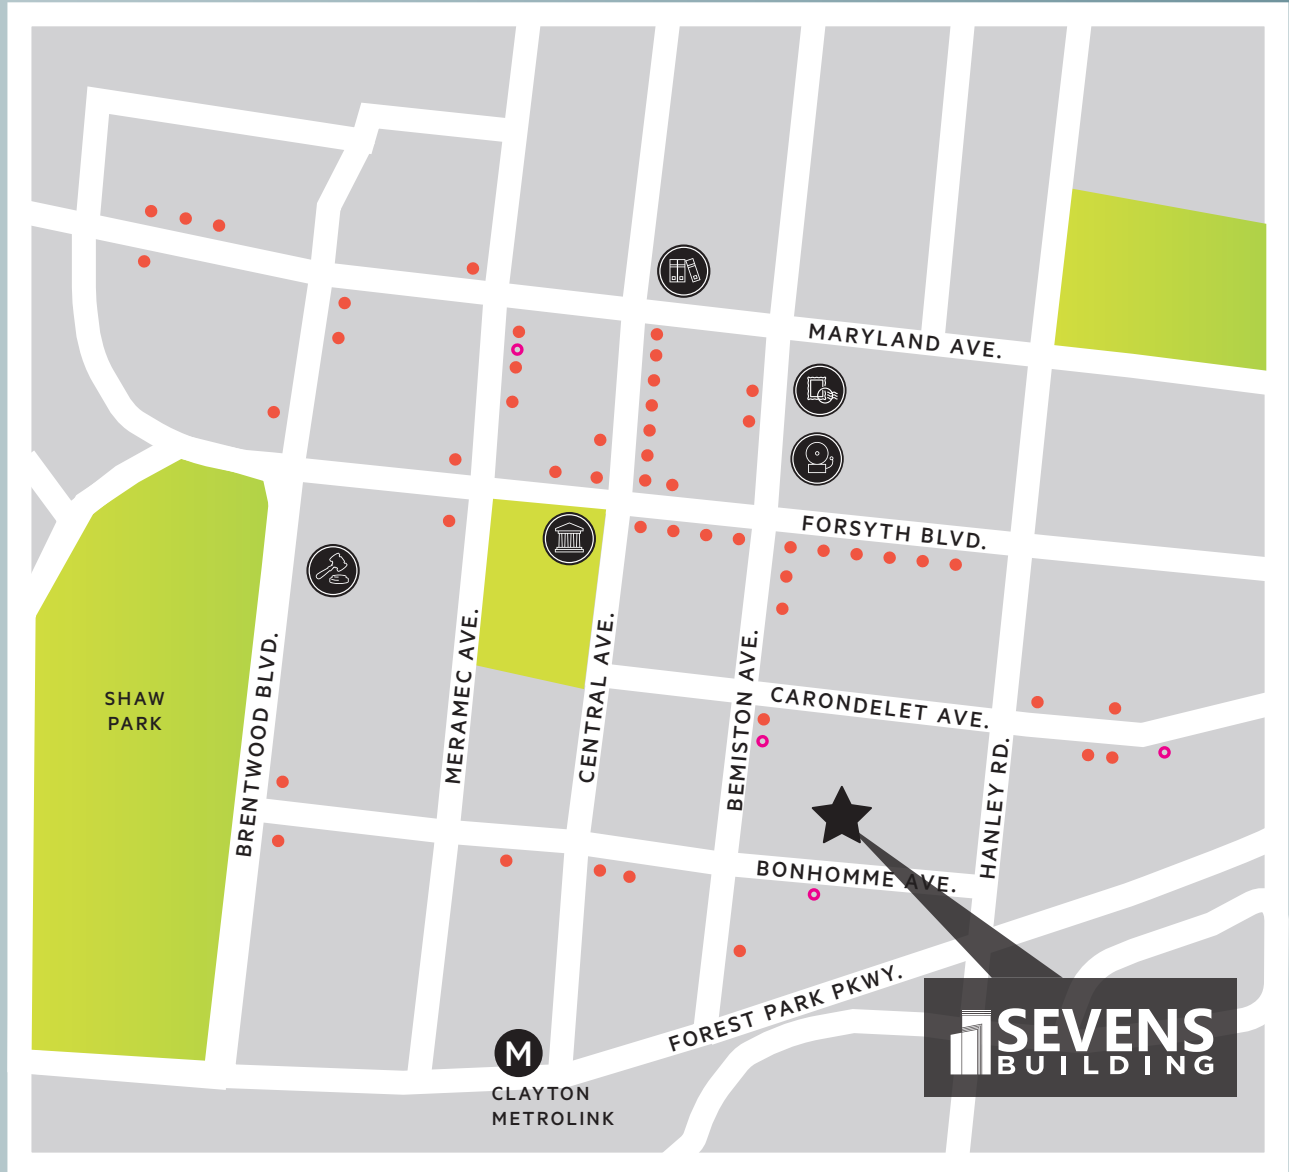 MARYLAND AVE.
FORSYTH BLVD.
SHAW
PARK
BRENTWOOD BLVD.
MERAMEC AVE.
CENTRAL AVE.
BEMISTON AVE.
CARONDELET AVE.
HANLEY RD.
BONHOMME AVE.
FOREST PARK PKWY.
M
CLAYTON
METROLINK
SEVENS
BUILDING